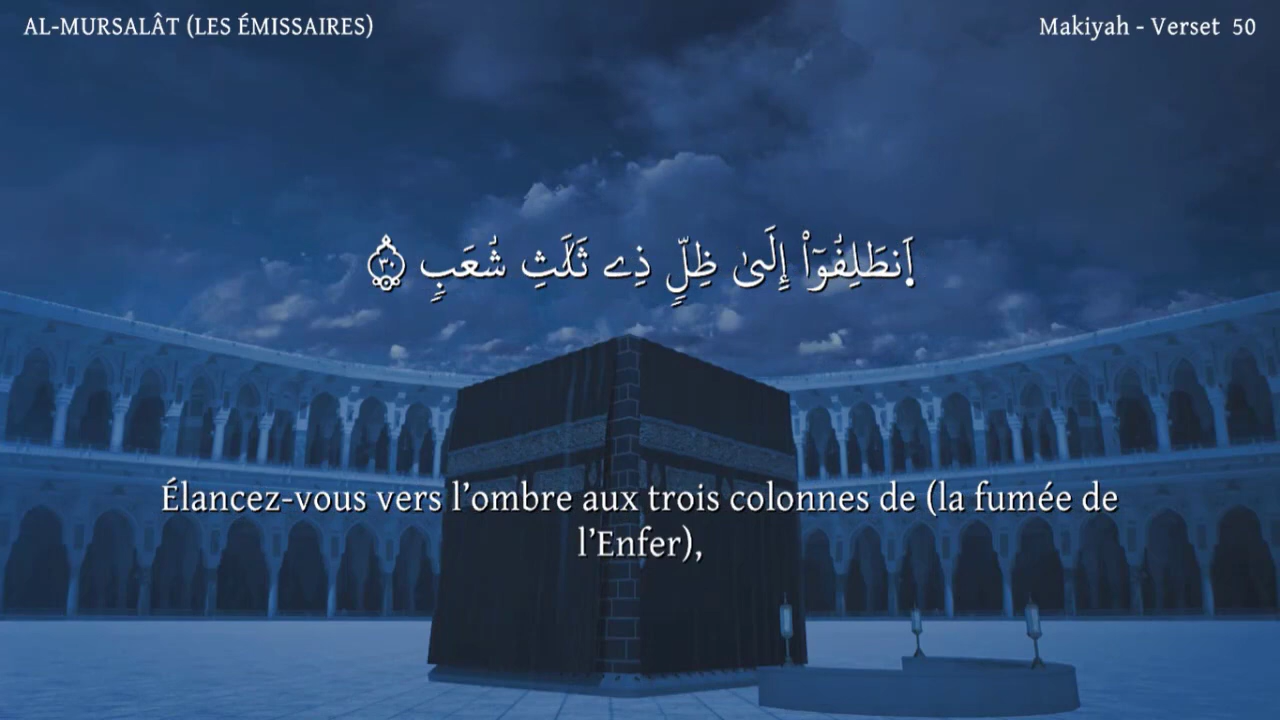 AL-MURSALÂT (LES ÉMISSAIRES)
Makiyah - Verset 50
اَ۪نطَلِقُوٓاْ إِلَىٰ ظِلّٖ ذِے ثَلَٰثِ شُعَبٖ ۝٣٠
Élancez-vous vers l’ombre aux trois colonnes de (la fumée de
l’Enfer),